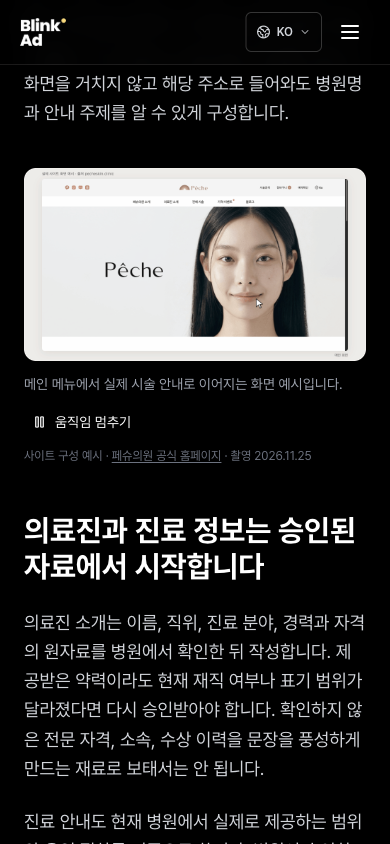 Blink
Ad
KO
화면을 거치지 않고 해당 주소로 들어와도 병원명
과 안내 주제를 알 수 있게 구성합니다.
Pêche
Pêche
메인 메뉴에서 실제 시술 안내로 이어지는 화면 예시입니다.
움직임 멈추기
사이트 구성 예시 · 페슈의원 공식 홈페이지 · 촬영 2026.11.25
의료진과 진료 정보는 승인된
자료에서 시작합니다
의료진 소개는 이름, 직위, 진료 분야, 경력과 자격
의 원자료를 병원에서 확인한 뒤 작성합니다. 제
공받은 약력이라도 현재 재직 여부나 표기 범위가
달라졌다면 다시 승인받아야 합니다. 확인하지 않
은 전문 자격, 소속, 수상 이력을 문장을 풍성하게
만드는 재료로 보태서는 안 됩니다.
진료 안내도 현재 병원에서 실제로 제공하는 범위